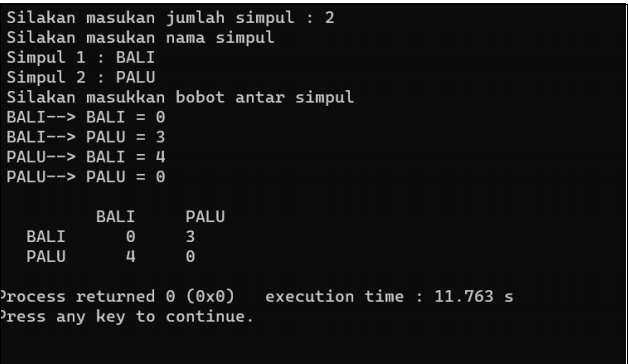 Silakan masukan jumlah simpul : 2
Silakan masukan nama simpul
Simpul 1 : BALI
Simpul 2 : PALU
Silakan masukkan bobot antar simpul
BALI--> BALI = 0
BALI--> PALU = 3
PALU--> BALI = 4
PALU--> PALU = 0
BALI PALU
BALI 0 3
PALU 4 0
Process returned 0 (0x0) execution time : 11.763 s
Press any key to continue.